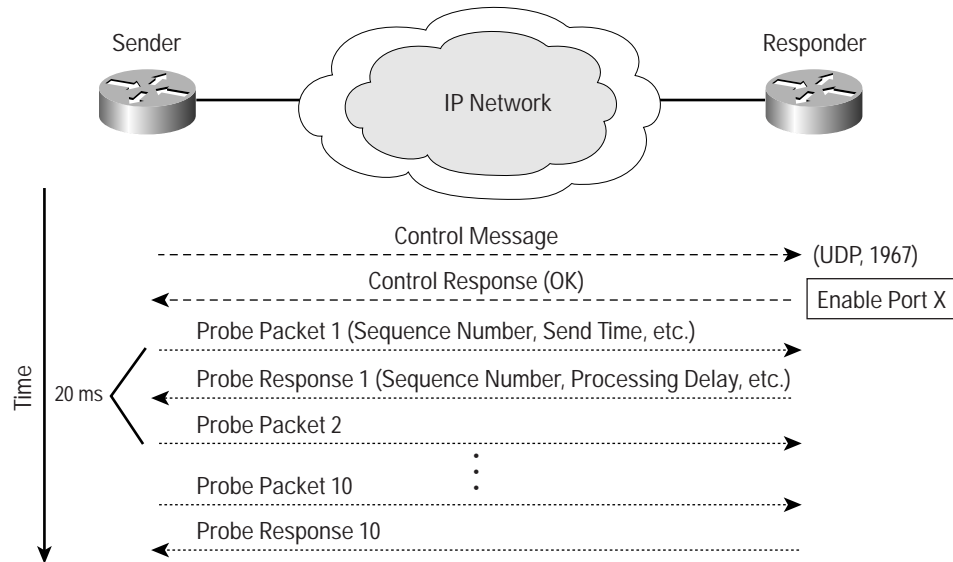 Sender
Responder
IP Network
Control Message
(UDP, 1967)
Control Response (OK)
Enable Port X
Probe Packet 1 (Sequence Number, Send Time, etc.)
Time
20 ms
Probe Response 1 (Sequence Number, Processing Delay, etc.)
Probe Packet 2
Probe Packet 10
Probe Response 10